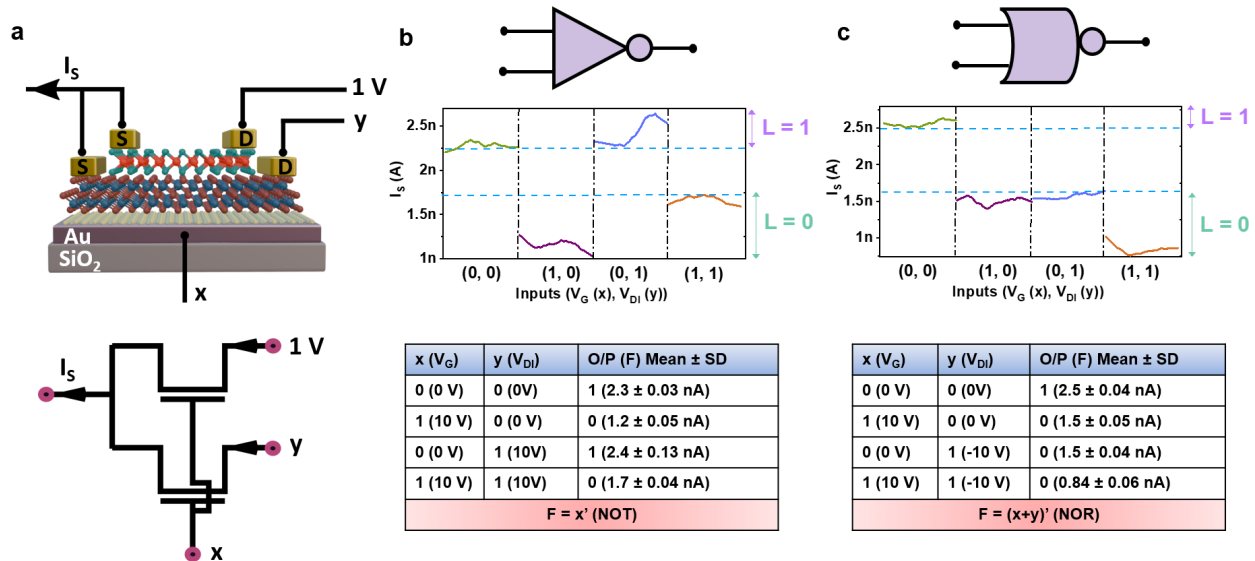 a
I_S
1 V
y
S
D
S
D
Au
SiO₂
x
I_S
1 V
y
x
b
2.5n
2n
1.5n
1n
I_S (A)
L = 1
L = 0
(0, 0) (1, 0) (0, 1) (1, 1)
Inputs (V_G (x), V_DI (y))
x (V_G) y (V_DI) O/P (F) Mean ± SD
0 (0 V) 0 (0V) 1 (2.3 ± 0.03 nA)
1 (10 V) 0 (0 V) 0 (1.2 ± 0.05 nA)
0 (0 V) 1 (10V) 1 (2.4 ± 0.13 nA)
1 (10 V) 1 (10V) 0 (1.7 ± 0.04 nA)
F = x’ (NOT)
c
2.5n
2n
1.5n
1n
I_S (A)
L = 1
L = 0
(0, 0) (1, 0) (0, 1) (1, 1)
Inputs (V_G (x), V_DI (y))
x (V_G) y (V_DI) O/P (F) Mean ± SD
0 (0 V) 0 (0V) 1 (2.5 ± 0.04 nA)
1 (10 V) 0 (0 V) 0 (1.5 ± 0.05 nA)
0 (0 V) 1 (-10 V) 0 (1.5 ± 0.04 nA)
1 (10 V) 1 (-10 V) 0 (0.84 ± 0.06 nA)
F = (x+y)’ (NOR)